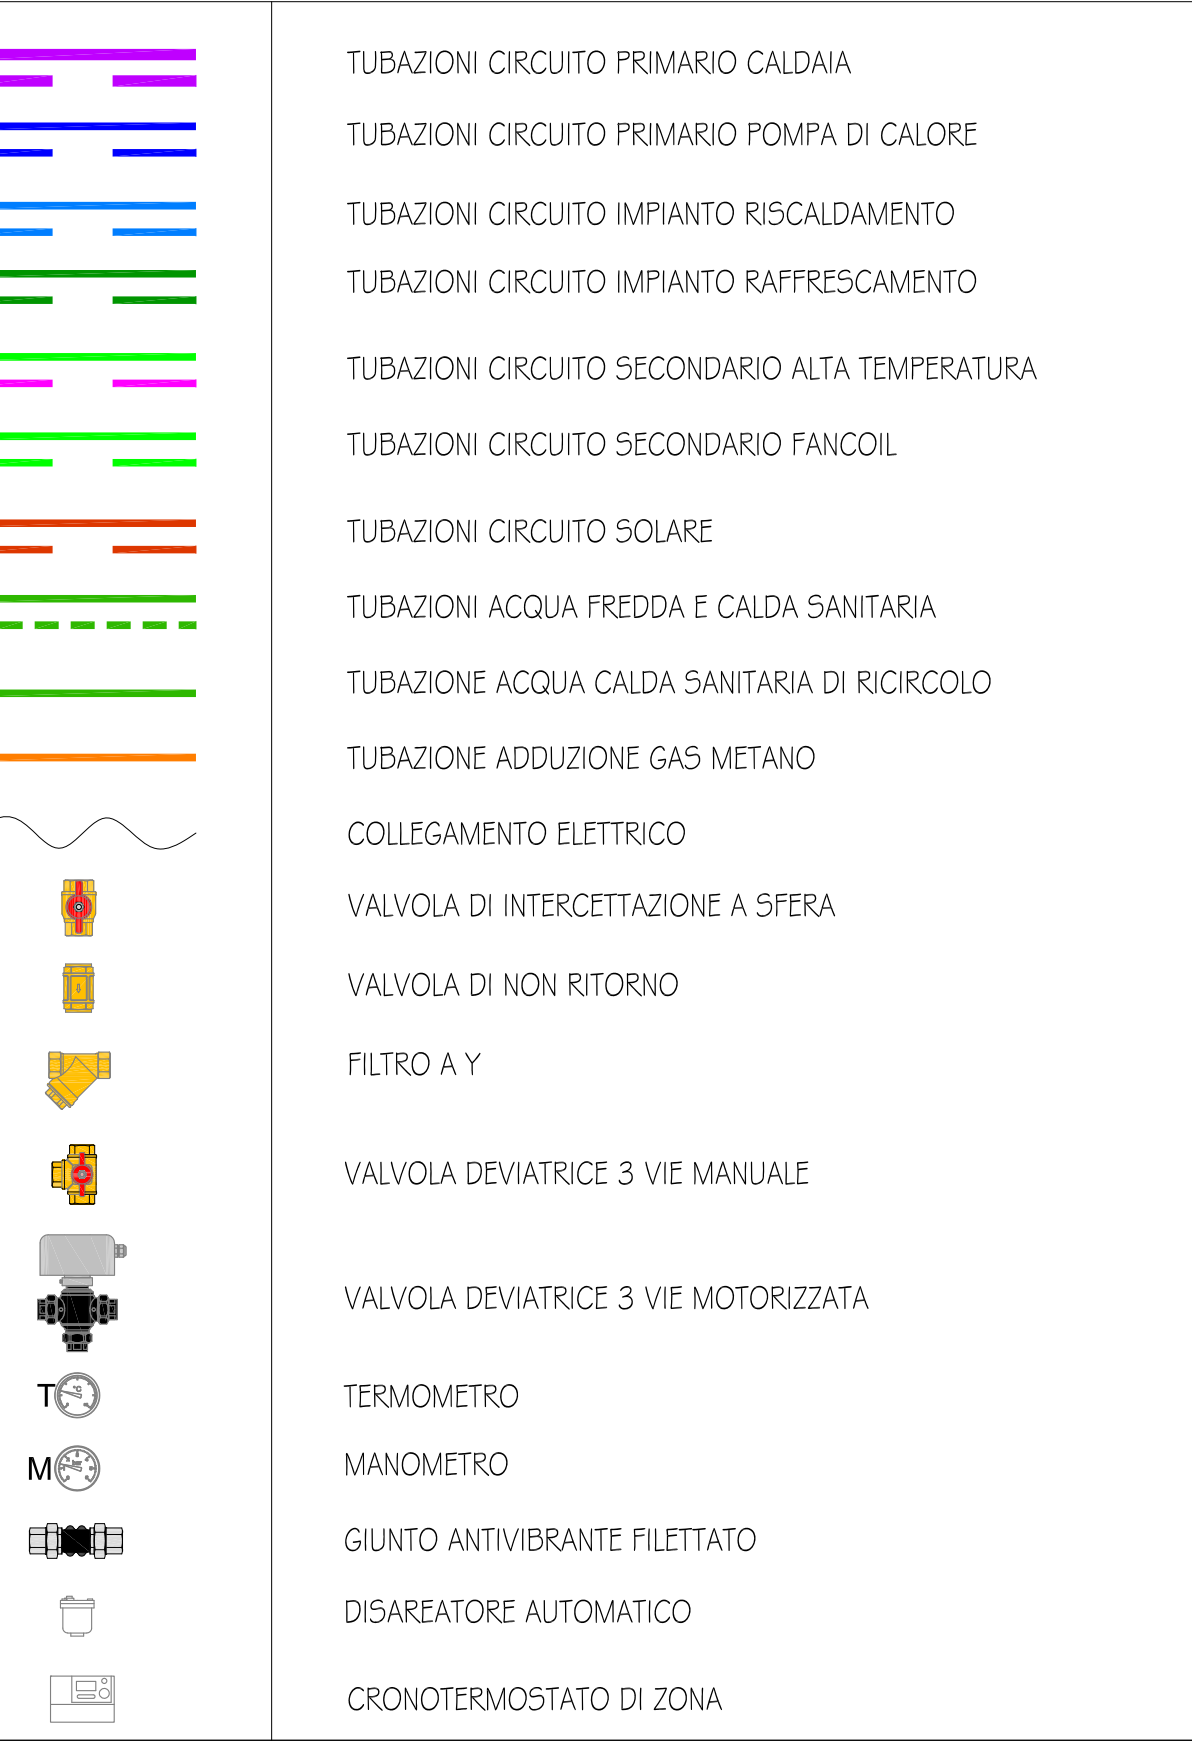 TUBAZIONI CIRCUITO PRIMARIO CALDAIA
TUBAZIONI CIRCUITO PRIMARIO POMPA DI CALORE
TUBAZIONI CIRCUITO IMPIANTO RISCALDAMENTO
TUBAZIONI CIRCUITO IMPIANTO RAFFRESCAMENTO
TUBAZIONI CIRCUITO SECONDARIO ALTA TEMPERATURA
TUBAZIONI CIRCUITO SECONDARIO FANCOIL
TUBAZIONI CIRCUITO SOLARE
TUBAZIONI ACQUA FREDDA E CALDA SANITARIA
TUBAZIONE ACQUA CALDA SANITARIA DI RICIRCOLO
TUBAZIONE ADDUZIONE GAS METANO
COLLEGAMENTO ELETTRICO
VALVOLA DI INTERCETTAZIONE A SFERA
VALVOLA DI NON RITORNO
FILTRO A Y
VALVOLA DEVIATRICE 3 VIE MANUALE
VALVOLA DEVIATRICE 3 VIE MOTORIZZATA
T °C TERMOMETRO
M bar MANOMETRO
GIUNTO ANTIVIBRANTE FILETTATO
DISAREATORE AUTOMATICO
CRONOTERMOSTATO DI ZONA